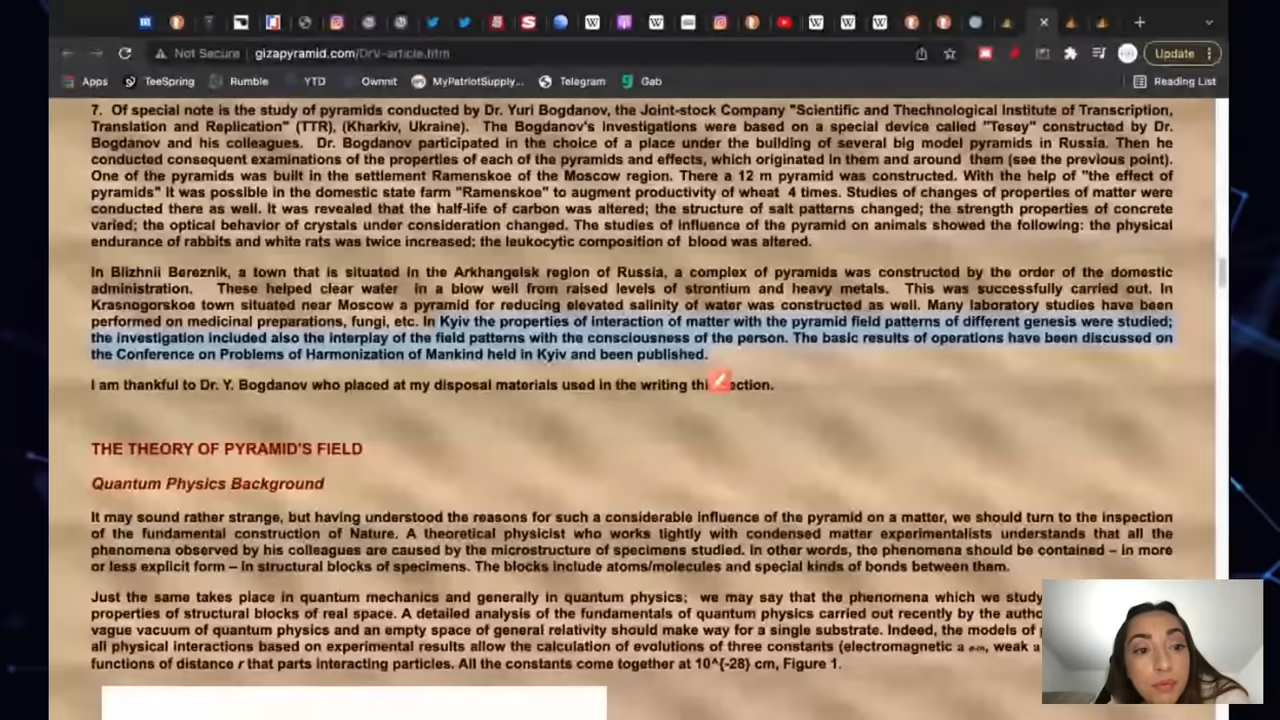 Not Secure
gizapyramid.com/DrV-article.htm
Update
Apps
TeeSpring
Rumble
YTD
Ownnit
MyPatriotSupply...
Telegram
Gab
Reading List
7. Of special note is the study of pyramids conducted by Dr. Yuri Bogdanov, the Joint-stock Company "Scientific and Thechnological Institute of Transcription,
Translation and Replication" (TTR), (Kharkiv, Ukraine). The Bogdanov's investigations were based on a special device called "Tesey" constructed by Dr.
Bogdanov and his colleagues. Dr. Bogdanov participated in the choice of a place under the building of several big model pyramids in Russia. Then he
conducted consequent examinations of the properties of each of the pyramids and effects, which originated in them and around them (see the previous point).
One of the pyramids was built in the settlement Ramenskoe of the Moscow region. There a 12 m pyramid was constructed. With the help of "the effect of
pyramids" it was possible in the domestic state farm "Ramenskoe" to augment productivity of wheat 4 times. Studies of changes of properties of matter were
conducted there as well. It was revealed that the half-life of carbon was altered; the structure of salt patterns changed; the strength properties of concrete
varied; the optical behavior of crystals under consideration changed. The studies of influence of the pyramid on animals showed the following: the physical
endurance of rabbits and white rats was twice increased; the leukocytic composition of blood was altered.
In Blizhnii Bereznik, a town that is situated in the Arkhangelsk region of Russia, a complex of pyramids was constructed by the order of the domestic
administration. These helped clear water in a blow well from raised levels of strontium and heavy metals. This was successfully carried out. In
Krasnogorskoe town situated near Moscow a pyramid for reducing elevated salinity of water was constructed as well. Many laboratory studies have been
performed on medicinal preparations, fungi, etc. In Kyiv the properties of interaction of matter with the pyramid field patterns of different genesis were studied;
the investigation included also the interplay of the field patterns with the consciousness of the person. The basic results of operations have been discussed on
the Conference on Problems of Harmonization of Mankind held in Kyiv and been published.
I am thankful to Dr. Y. Bogdanov who placed at my disposal materials used in the writing thi ection.
THE THEORY OF PYRAMID'S FIELD
Quantum Physics Background
It may sound rather strange, but having understood the reasons for such a considerable influence of the pyramid on a matter, we should turn to the inspection
of the fundamental construction of Nature. A theoretical physicist who works tightly with condensed matter experimentalists understands that all the
phenomena observed by his colleagues are caused by the microstructure of specimens studied. In other words, the phenomena should be contained – in more
or less explicit form – in structural blocks of specimens. The blocks include atoms/molecules and special kinds of bonds between them.
Just the same takes place in quantum mechanics and generally in quantum physics; we may say that the phenomena which we study
properties of structural blocks of real space. A detailed analysis of the fundamentals of quantum physics carried out recently by the autho
vague vacuum of quantum physics and an empty space of general relativity should make way for a single substrate. Indeed, the models of
all physical interactions based on experimental results allow the calculation of evolutions of three constants (electromagnetic a e-m, weak a
functions of distance r that parts interacting particles. All the constants come together at 10^{-28} cm, Figure 1.